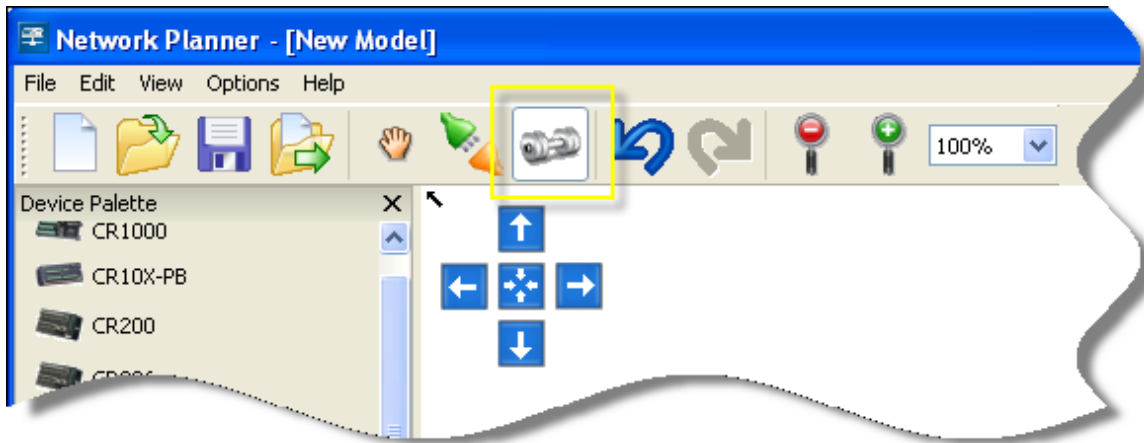 Network Planner - [New Model]
File Edit View Options Help
100%
Device Palette
CR1000
CR10X-PB
CR200